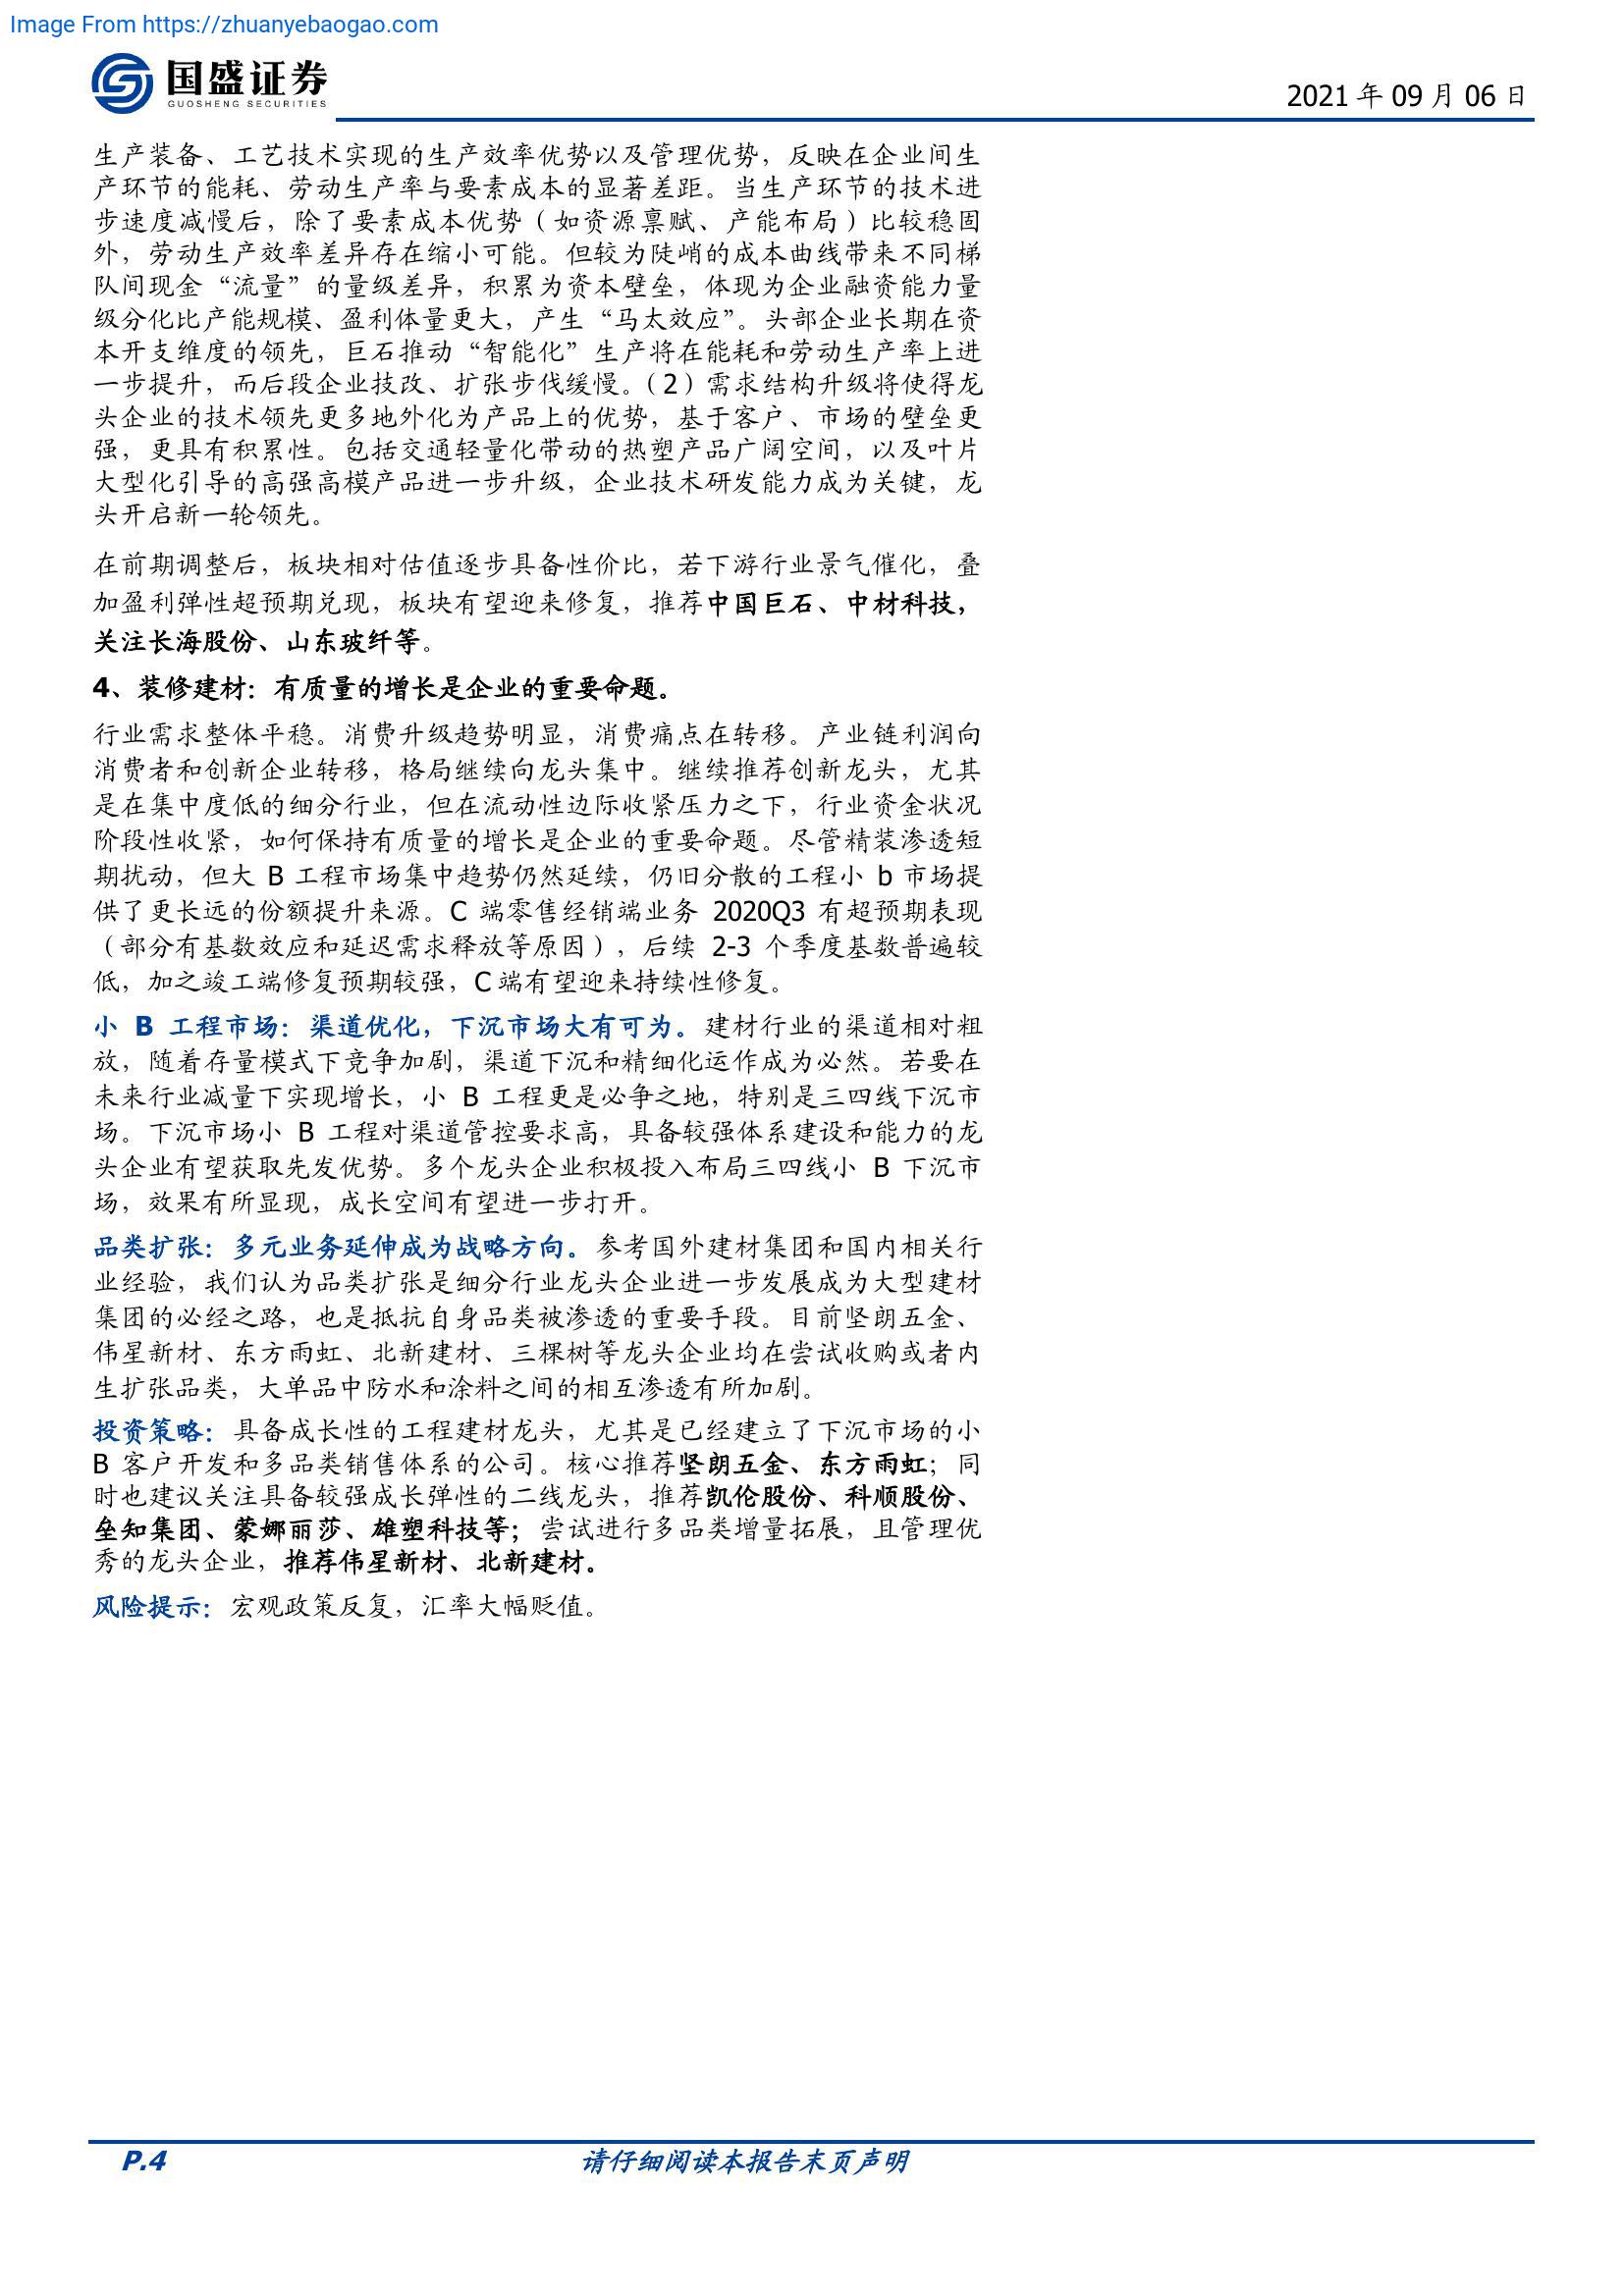 Image From https://zhuanyebaogao.com
国盛证券
GUOSHENG SECURITIES
2021 年 09 月 06 日
生产装备、工艺技术实现的生产效率优势以及管理优势，反映在企业间生
产环节的能耗、劳动生产率与要素成本的显著差距。当生产环节的技术进
步速度减慢后，除了要素成本优势（如资源禀赋、产能布局）比较稳固
外，劳动生产效率差异存在缩小可能。但较为陡峭的成本曲线带来不同梯
队间现金“流量”的量级差异，积累为资本壁垒，体现为企业融资能力量
级分化比产能规模、盈利体量更大，产生“马太效应”。头部企业长期在资
本开支维度的领先，巨石推动“智能化”生产将在能耗和劳动生产率上进
一步提升，而后段企业技改、扩张步伐缓慢。（2）需求结构升级将使得龙
头企业的技术领先更多地外化为产品上的优势，基于客户、市场的壁垒更
强，更具有积累性。包括交通轻量化带动的热塑产品广阔空间，以及叶片
大型化引导的高强高模产品进一步升级，企业技术研发能力成为关键，龙
头开启新一轮领先。
在前期调整后，板块相对估值逐步具备性价比，若下游行业景气催化，叠
加盈利弹性超预期兑现，板块有望迎来修复，推荐中国巨石、中材科技，
关注长海股份、山东玻纤等。
4、装修建材：有质量的增长是企业的重要命题。
行业需求整体平稳。消费升级趋势明显，消费痛点在转移。产业链利润向
消费者和创新企业转移，格局继续向龙头集中。继续推荐创新龙头，尤其
是在集中度低的细分行业，但在流动性边际收紧压力之下，行业资金状况
阶段性收紧，如何保持有质量的增长是企业的重要命题。尽管精装渗透短
期扰动，但大 B 工程市场集中趋势仍然延续，仍旧分散的工程小 b 市场提
供了更长远的份额提升来源。C 端零售经销端业务 2020Q3 有超预期表现
（部分有基数效应和延迟需求释放等原因），后续 2-3 个季度基数普遍较
低，加之竣工端修复预期较强，C 端有望迎来持续性修复。
小 B 工程市场：渠道优化，下沉市场大有可为。建材行业的渠道相对粗
放，随着存量模式下竞争加剧，渠道下沉和精细化运作成为必然。若要在
未来行业减量下实现增长，小 B 工程更是必争之地，特别是三四线下沉市
场。下沉市场小 B 工程对渠道管控要求高，具备较强体系建设和能力的龙
头企业有望获取先发优势。多个龙头企业积极投入布局三四线小 B 下沉市
场，效果有所显现，成长空间有望进一步打开。
品类扩张：多元业务延伸成为战略方向。参考国外建材集团和国内相关行
业经验，我们认为品类扩张是细分行业龙头企业进一步发展成为大型建材
集团的必经之路，也是抵抗自身品类被渗透的重要手段。目前坚朗五金、
伟星新材、东方雨虹、北新建材、三棵树等龙头企业均在尝试收购或者内
生扩张品类，大单品中防水和涂料之间的相互渗透有所加剧。
投资策略：具备成长性的工程建材龙头，尤其是已经建立了下沉市场的小
B 客户开发和多品类销售体系的公司。核心推荐坚朗五金、东方雨虹；同
时也建议关注具备较强成长弹性的二线龙头，推荐凯伦股份、科顺股份、
垒知集团、蒙娜丽莎、雄塑科技等；尝试进行多品类增量拓展，且管理优
秀的龙头企业，推荐伟星新材、北新建材。
风险提示：宏观政策反复，汇率大幅贬值。
P.4
请仔细阅读本报告末页声明